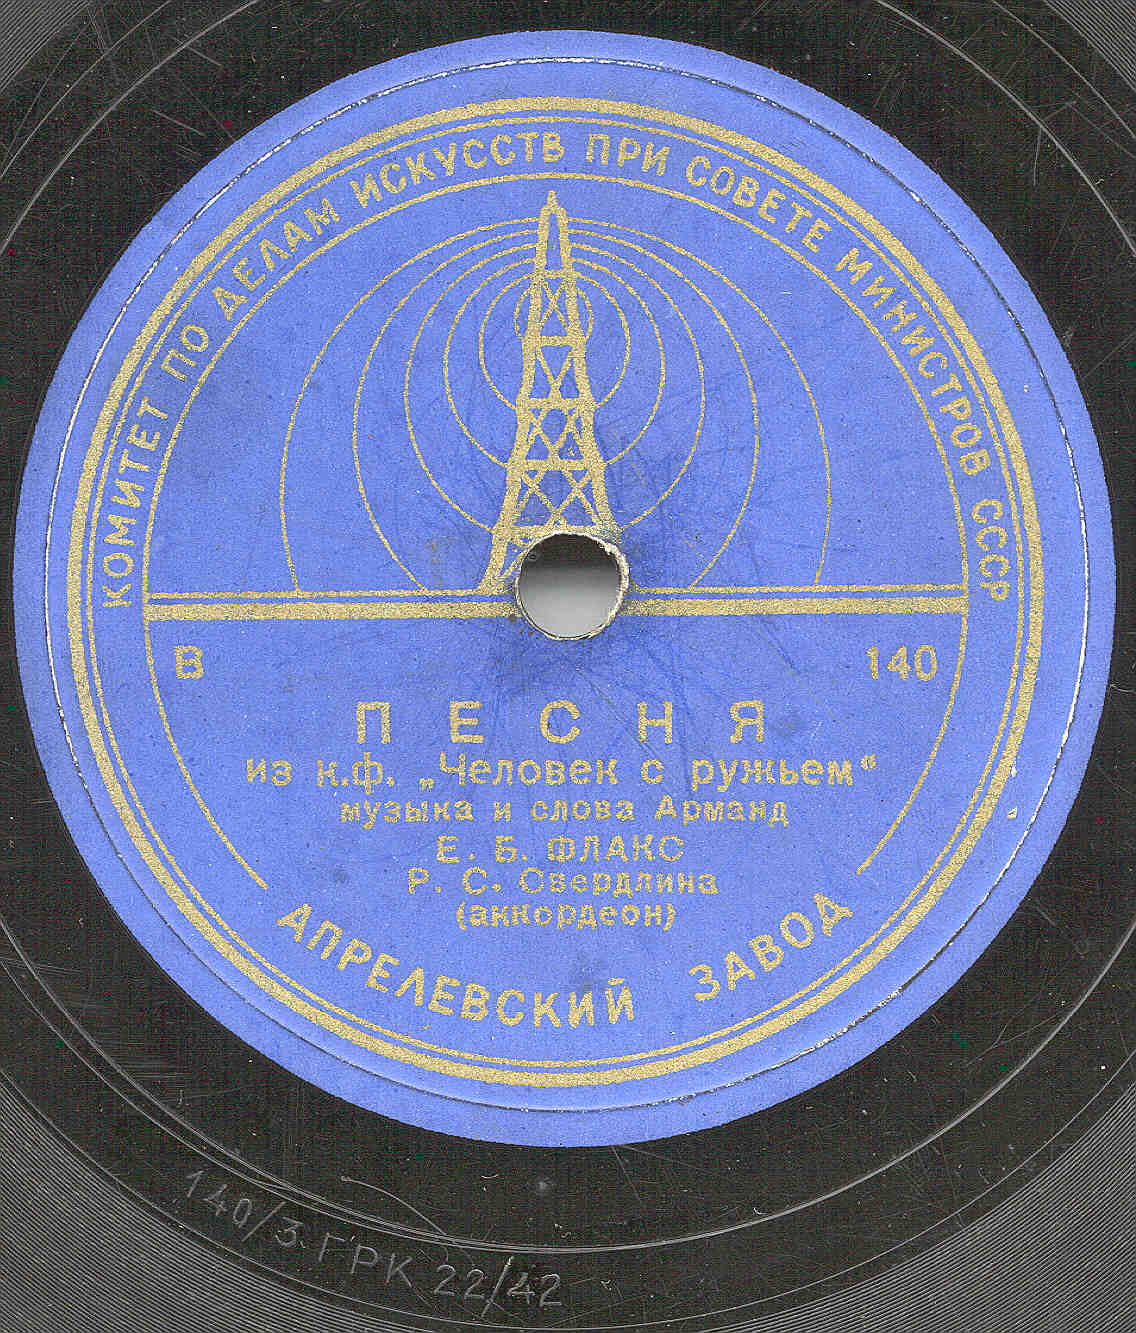 КОМИТЕТ ПО ДЕЛАМ ИСКУССТВ ПРИ СОВЕТЕ МИНИСТРОВ СССР
В 140
ПЕСНЯ
из к.ф. „Человек с ружьем“
музыка и слова Арманд
Е. Б. ФЛАКС
Р. С. Свердлина
(аккордеон)
АПРЕЛЕВСКИЙ ЗАВОД
140/3. ГРК 22/42